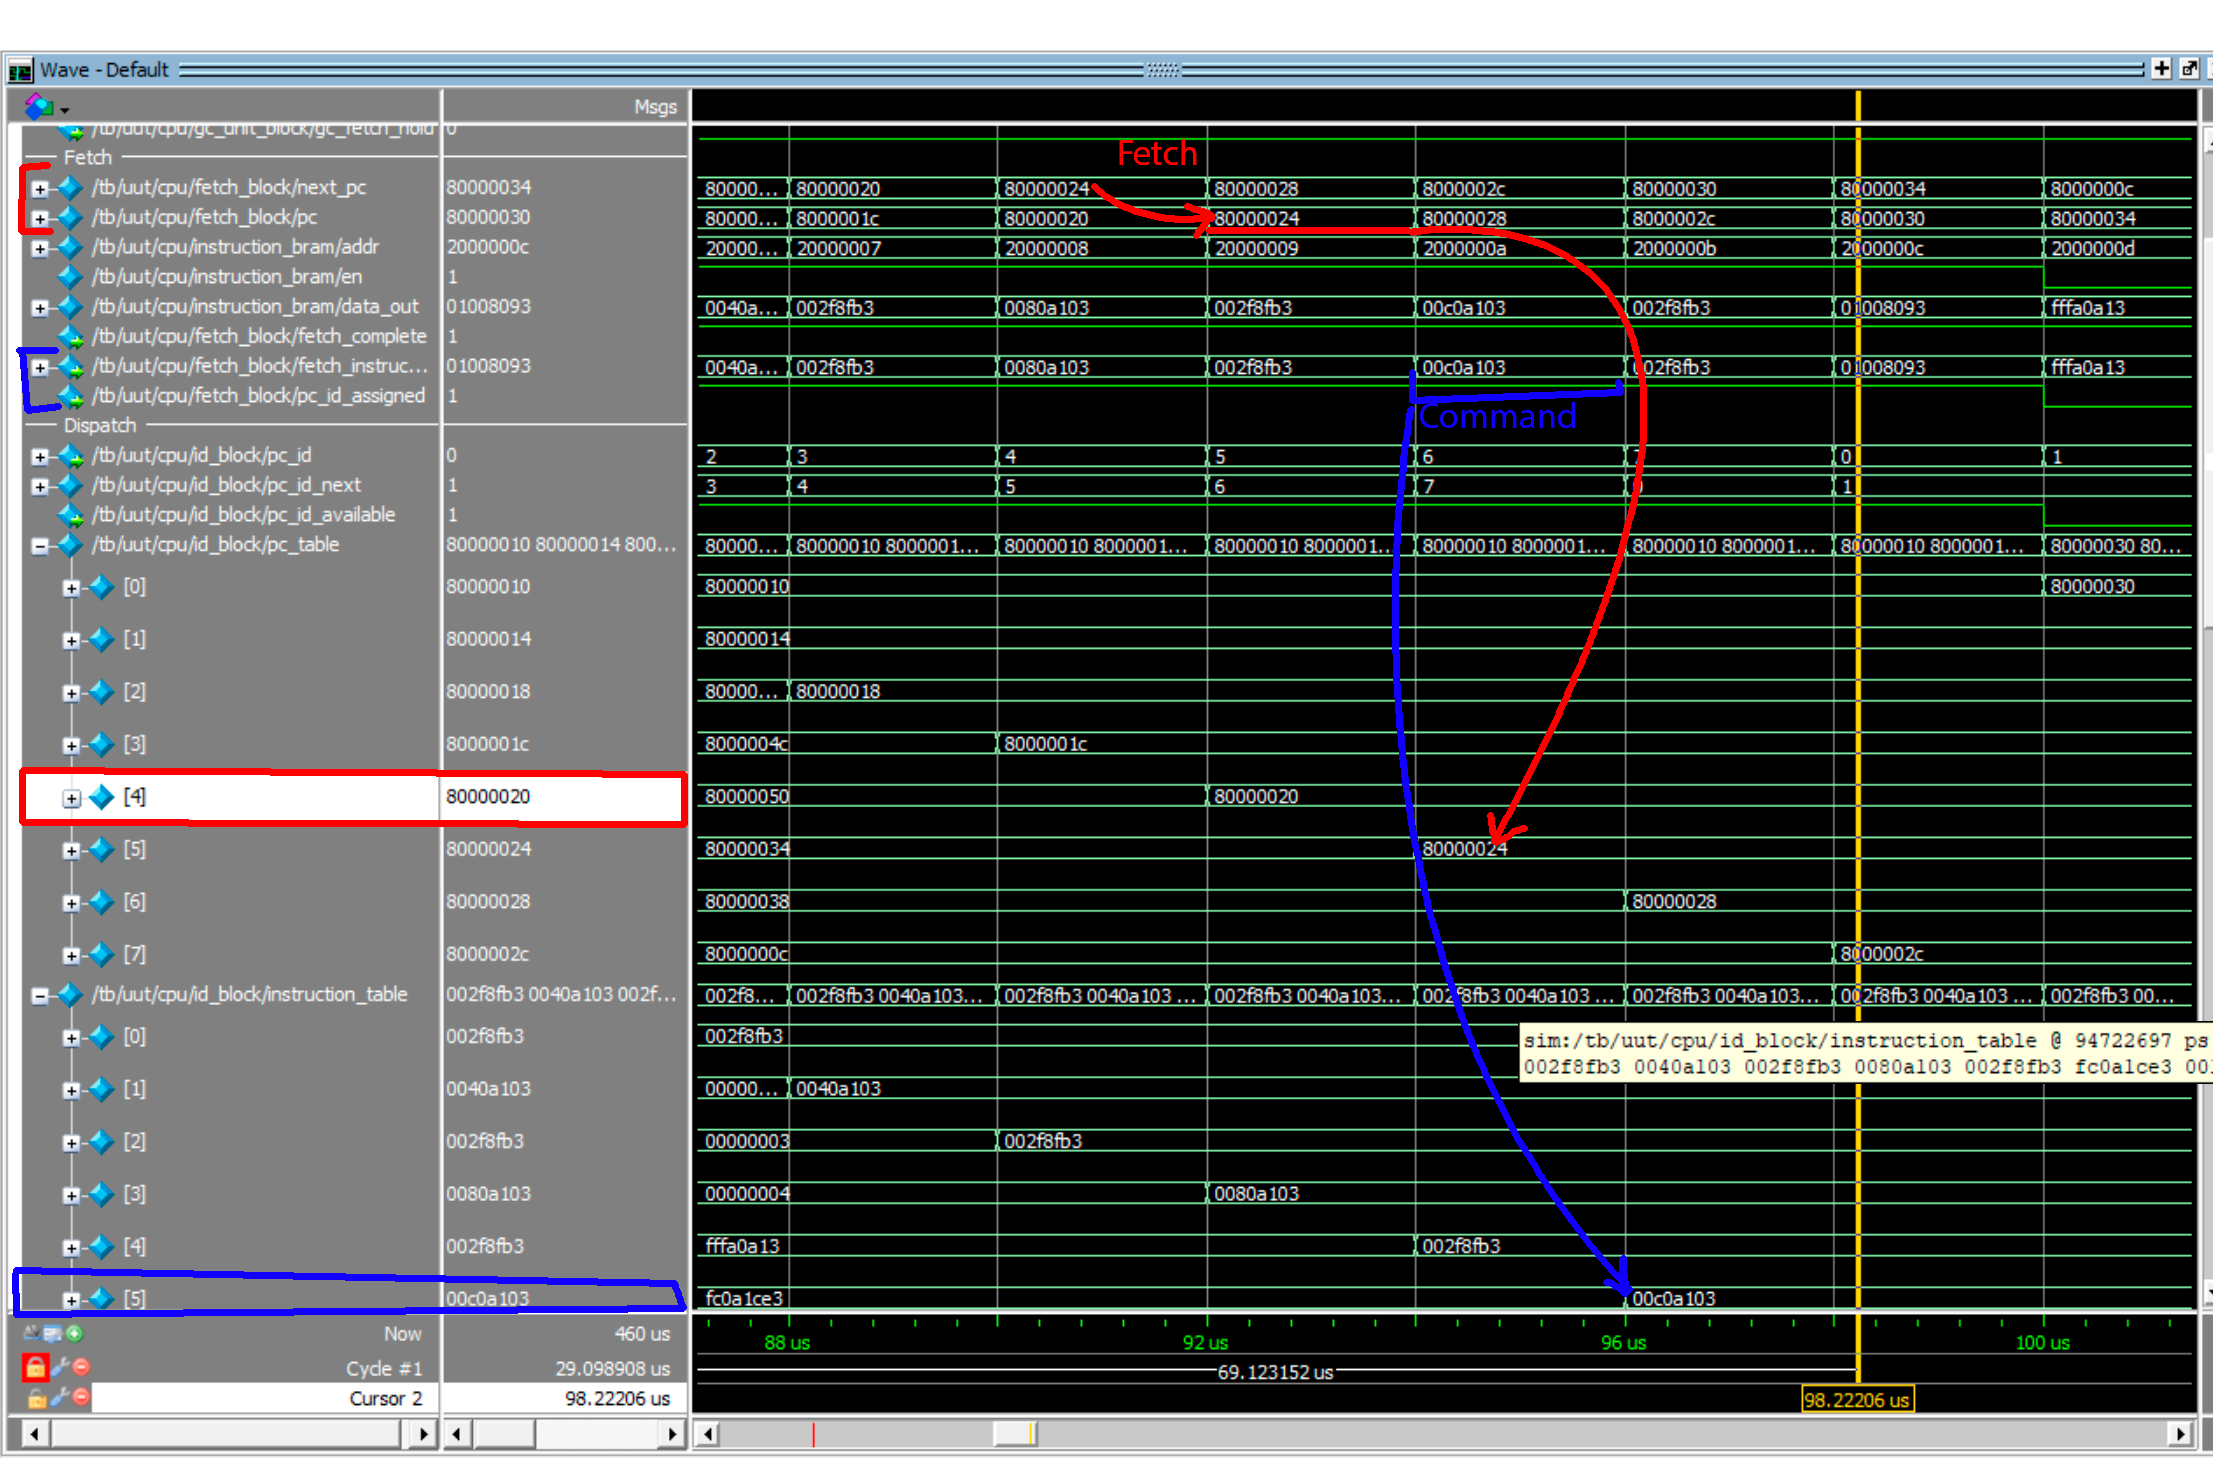 Wave - Default
Msgs
/tb/uut/cpu/gc_unit_block/gc_fetch_hold 0
Fetch
Fetch
/tb/uut/cpu/fetch_block/next_pc 80000034 80000... 80000020 80000024 80000028 8000002c 80000030 80000034 8000000c
/tb/uut/cpu/fetch_block/pc 80000030 80000... 8000001c 80000020 80000024 80000028 8000002c 80000030 80000034
/tb/uut/cpu/instruction_bram/addr 2000000c 20000... 20000007 20000008 20000009 2000000a 2000000b 2000000c 2000000d
/tb/uut/cpu/instruction_bram/en 1
/tb/uut/cpu/instruction_bram/data_out 01008093 0040a... 002f8fb3 0080a103 002f8fb3 00c0a103 002f8fb3 01008093 fffa0a13
/tb/uut/cpu/fetch_block/fetch_complete 1
/tb/uut/cpu/fetch_block/fetch_instruc... 01008093 0040a... 002f8fb3 0080a103 002f8fb3 00c0a103 002f8fb3 01008093 fffa0a13
/tb/uut/cpu/fetch_block/pc_id_assigned 1
Command
Dispatch
/tb/uut/cpu/id_block/pc_id 0 2 3 4 5 6 7 0 1
/tb/uut/cpu/id_block/pc_id_next 1 3 4 5 6 7 0 1
/tb/uut/cpu/id_block/pc_id_available 1
/tb/uut/cpu/id_block/pc_table 80000010 80000014 800... 80000... 80000010 8000001... 80000010 8000001... 80000010 8000001... 80000010 8000001... 80000010 8000001... 80000010 8000001... 80000030 80...
[0] 80000010 80000010 80000030
[1] 80000014 80000014
[2] 80000018 80000... 80000018
[3] 8000001c 8000004c 8000001c
[4] 80000020 80000050 80000020
[5] 80000024 80000034 80000024
[6] 80000028 80000038 80000028
[7] 8000002c 8000000c 8000002c
/tb/uut/cpu/id_block/instruction_table 002f8fb3 0040a103 002f... 002f8... 002f8fb3 0040a103... 002f8fb3 0040a103 ... 002f8fb3 0040a103... 002f8fb3 0040a103 ... 002f8fb3 0040a103... 002f8fb3 0040a103 ... 002f8fb3 00...
[0] 002f8fb3 002f8fb3
sim:/tb/uut/cpu/id_block/instruction_table @ 94722697 ps
002f8fb3 0040a103 002f8fb3 0080a103 002f8fb3 fc0a1ce3 00
[1] 0040a103 00000... 0040a103
[2] 002f8fb3 00000003 002f8fb3
[3] 0080a103 00000004 0080a103
[4] 002f8fb3 fffa0a13 002f8fb3
[5] 00c0a103 fc0a1ce3 00c0a103
Now 460 us 88 us 92 us 96 us 100 us
Cycle #1 29.098908 us 69.123152 us
Cursor 2 98.22206 us 98.22206 us